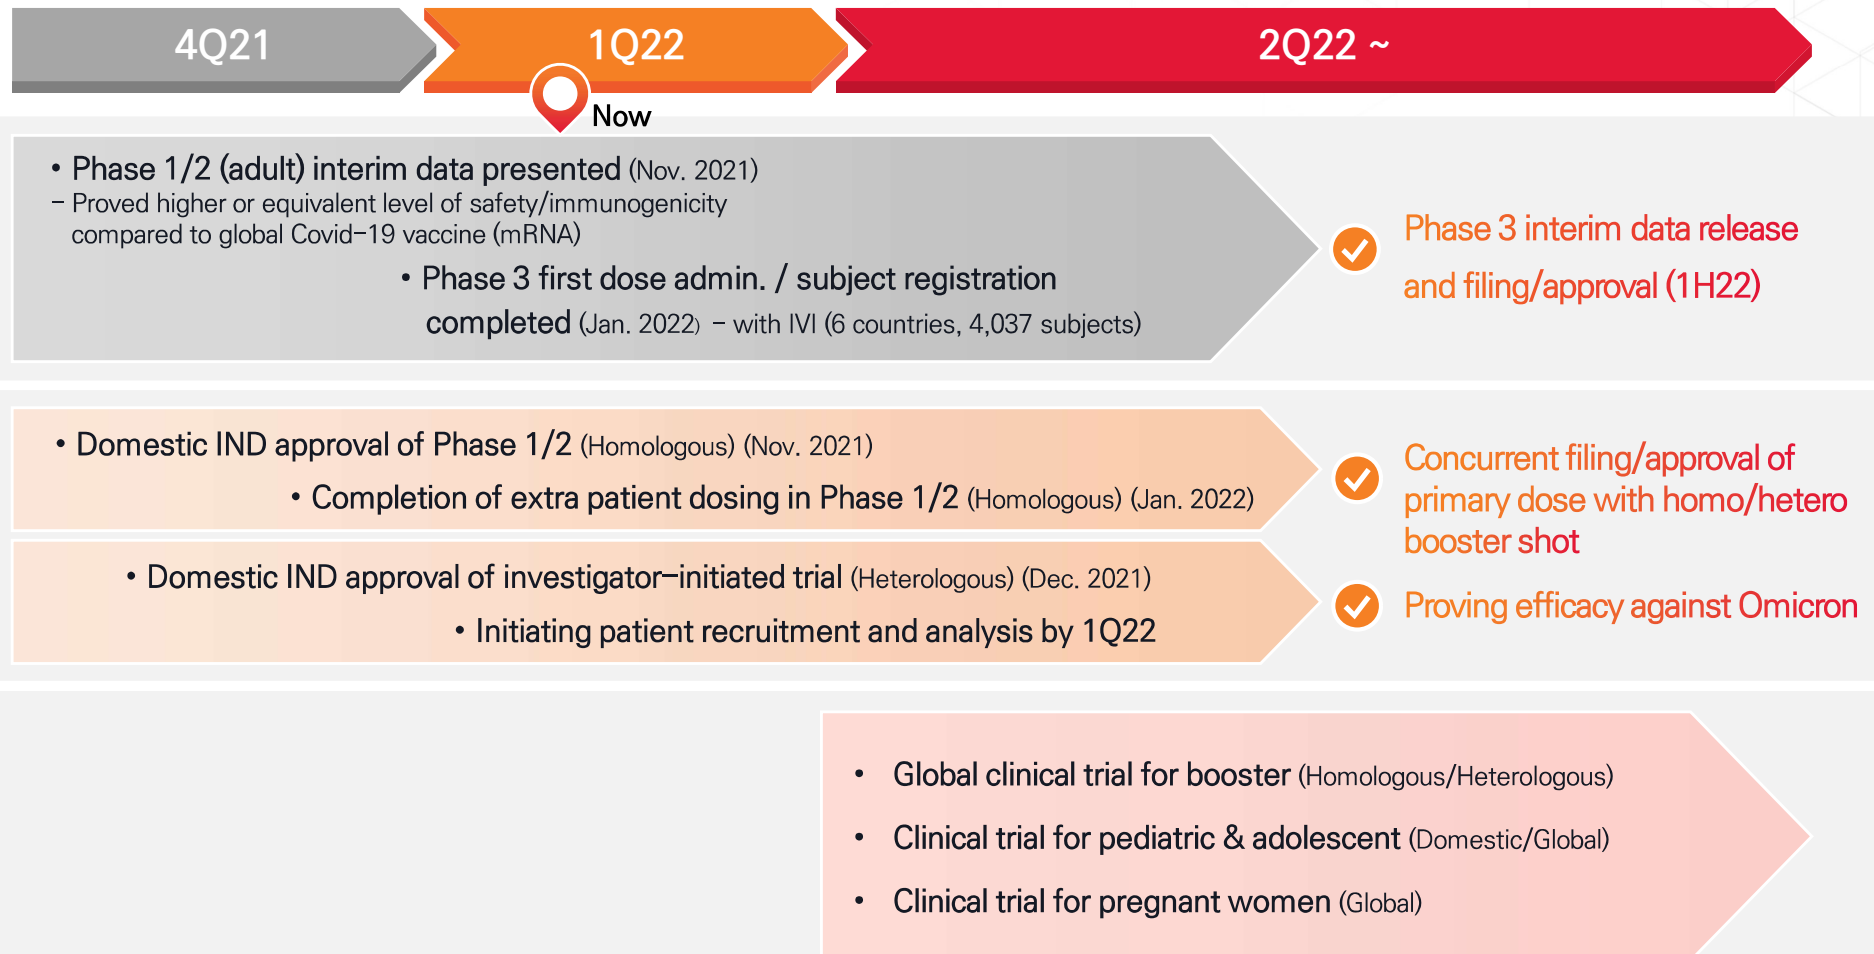 4Q21
1Q22
2Q22 ~
Now
• Phase 1/2 (adult) interim data presented (Nov. 2021)
- Proved higher or equivalent level of safety/immunogenicity
compared to global Covid-19 vaccine (mRNA)
• Phase 3 first dose admin. / subject registration
completed (Jan. 2022) - with IVI (6 countries, 4,037 subjects)
Phase 3 interim data release
and filing/approval (1H22)
• Domestic IND approval of Phase 1/2 (Homologous) (Nov. 2021)
• Completion of extra patient dosing in Phase 1/2 (Homologous) (Jan. 2022)
• Domestic IND approval of investigator-initiated trial (Heterologous) (Dec. 2021)
• Initiating patient recruitment and analysis by 1Q22
Concurrent filing/approval of
primary dose with homo/hetero
booster shot
Proving efficacy against Omicron
• Global clinical trial for booster (Homologous/Heterologous)
• Clinical trial for pediatric & adolescent (Domestic/Global)
• Clinical trial for pregnant women (Global)